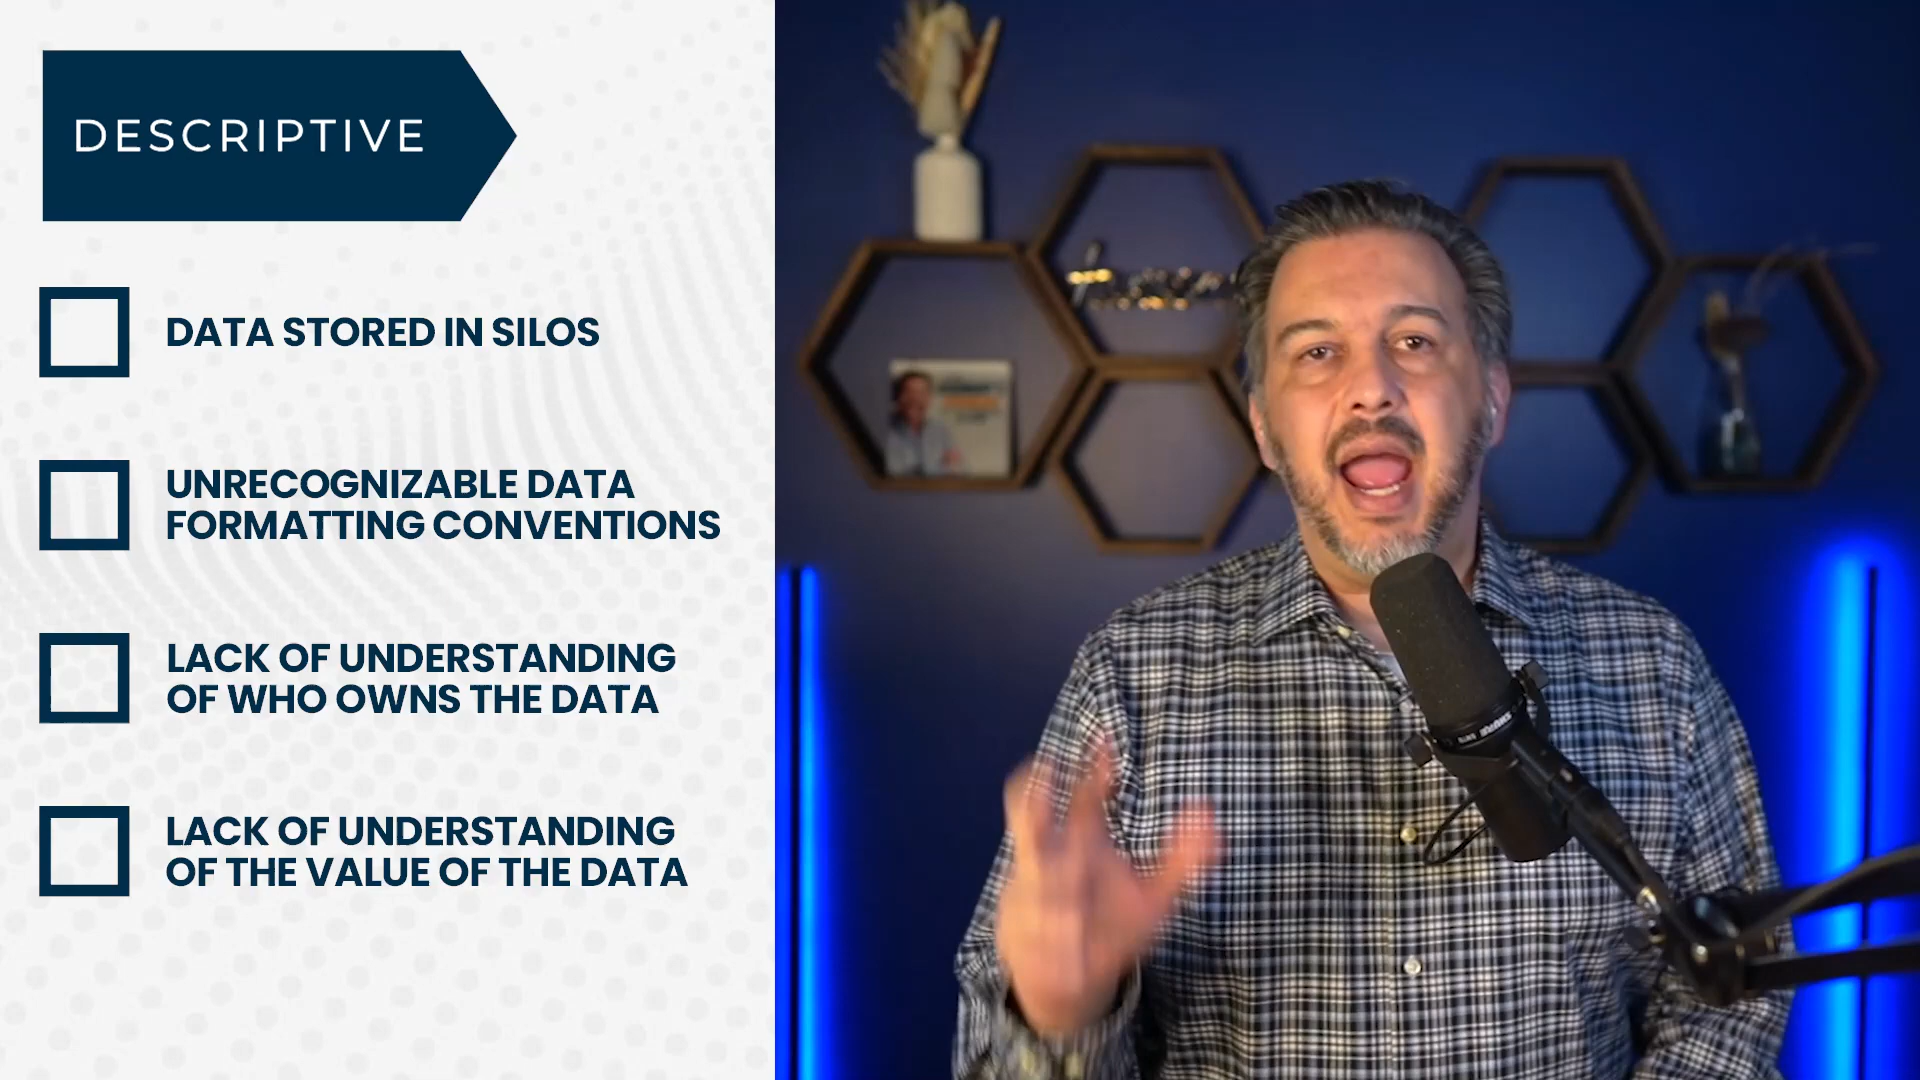 DESCRIPTIVE
DATA STORED IN SILOS
UNRECOGNIZABLE DATA
FORMATTING CONVENTIONS
LACK OF UNDERSTANDING
OF WHO OWNS THE DATA
LACK OF UNDERSTANDING
OF THE VALUE OF THE DATA